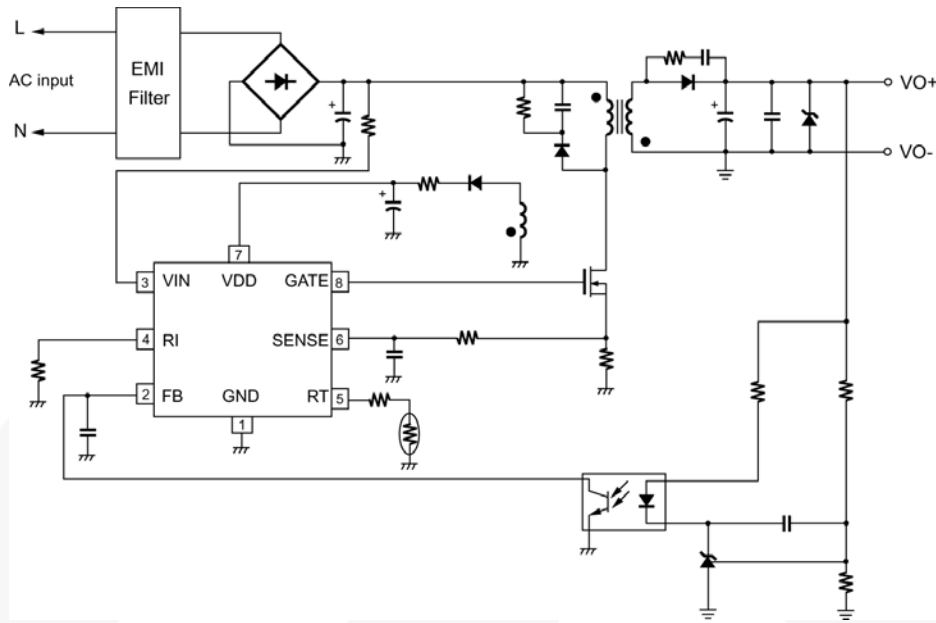 L
AC input
N
EMI
Filter
VO+
VO-
7
3 VIN VDD GATE 8
4 RI SENSE 6
2 FB GND RT 5
1
+
+
+